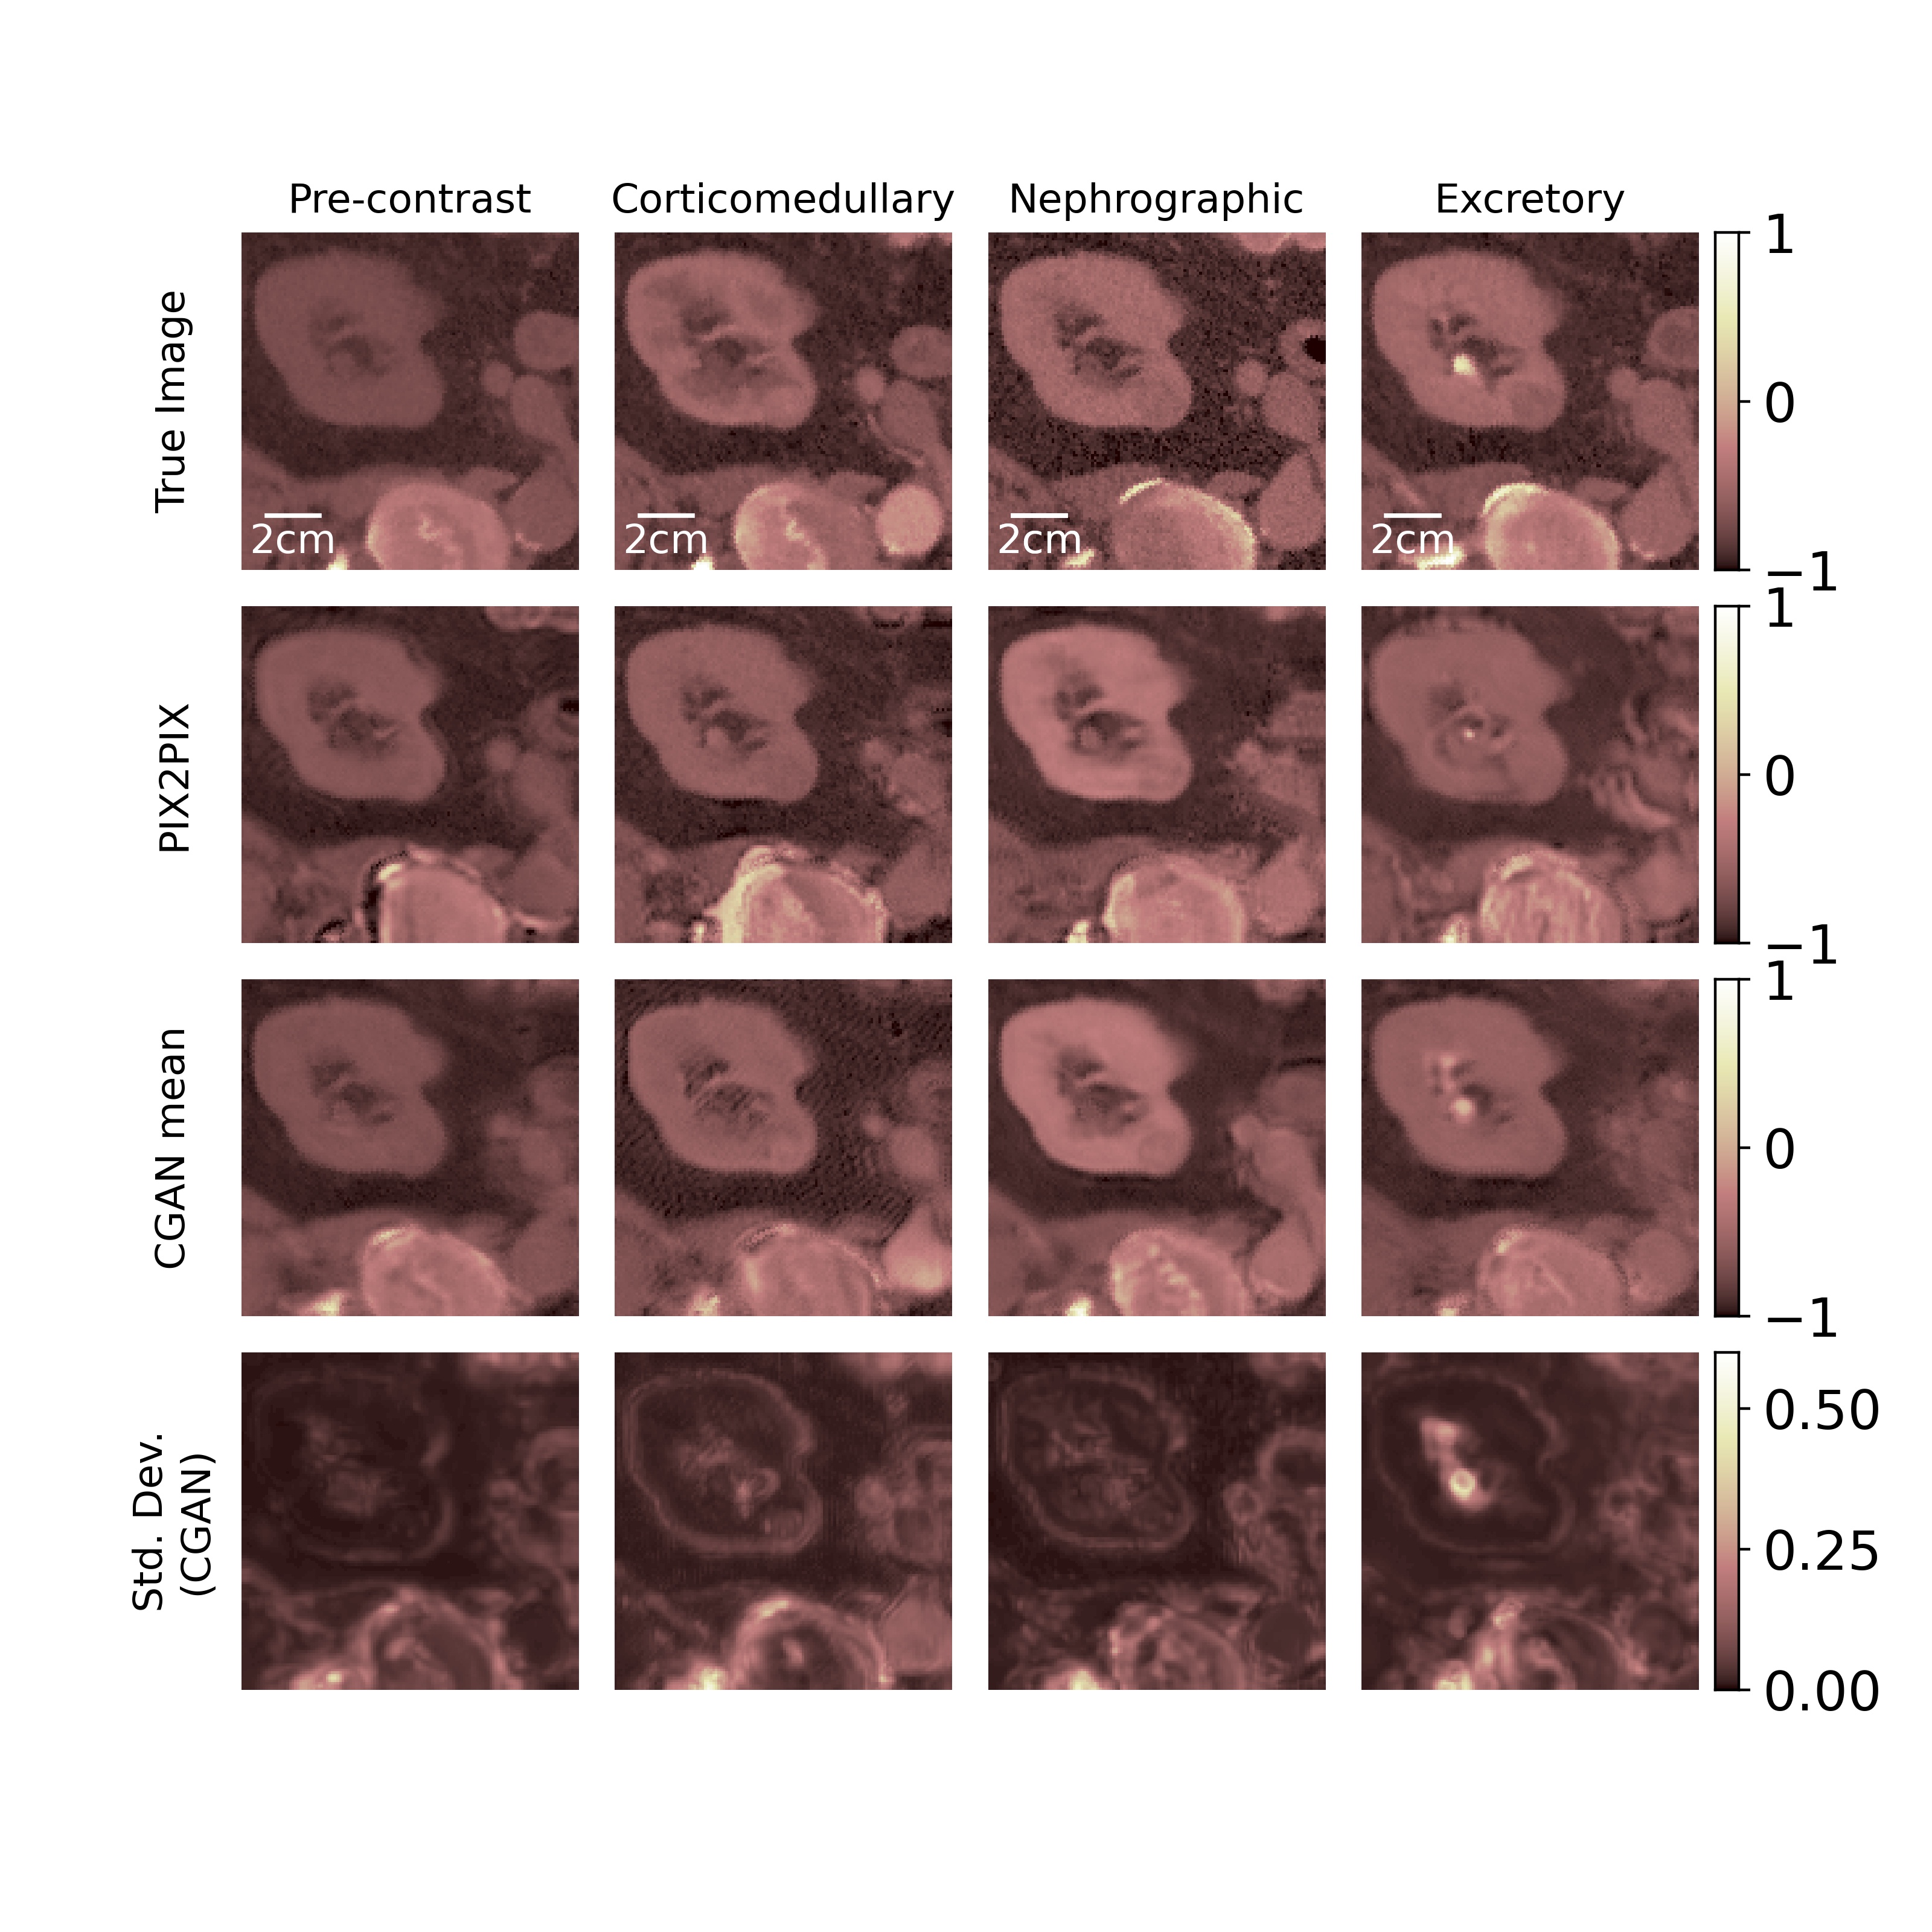 Pre-contrast
Corticomedullary
Nephrographic
Excretory
True Image
2cm
2cm
2cm
2cm
1
0
−1
PIX2PIX
1
0
−1
CGAN mean
1
0
−1
Std. Dev.
(CGAN)
0.50
0.25
0.00